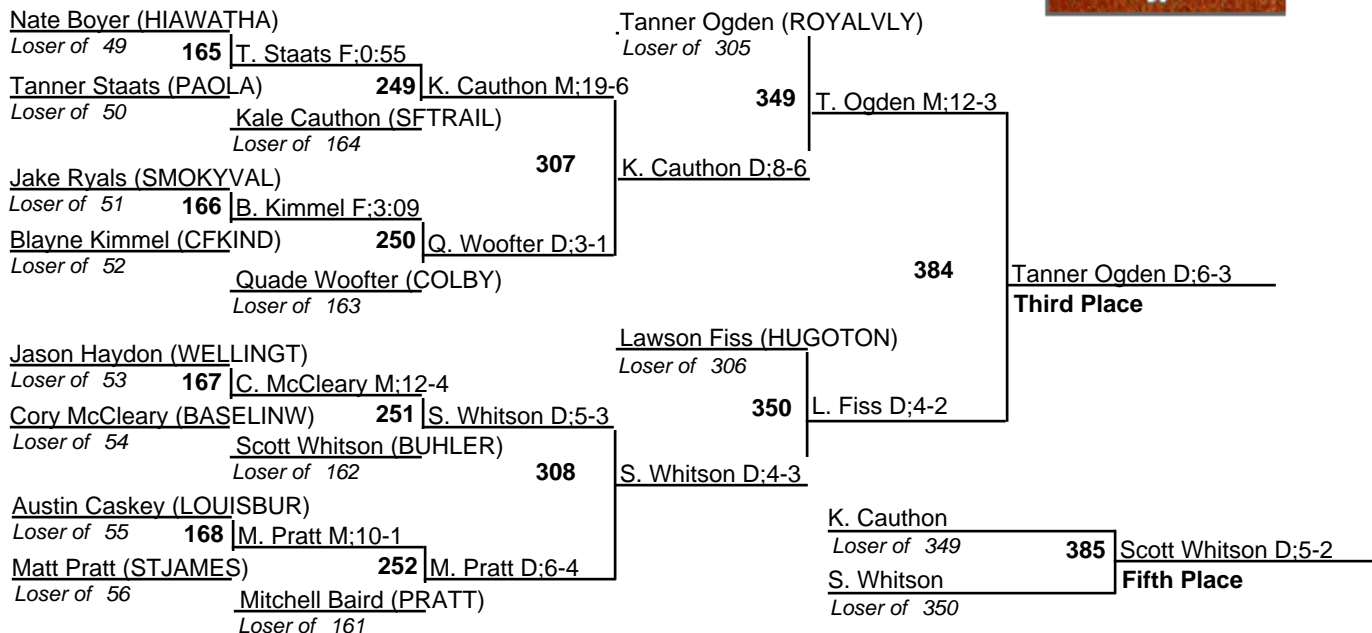 Nate Boyer (HIAWATHA)
Loser of 49
165
T. Staats F;0:55
Tanner Staats (PAOLA)
Loser of 50
249
K. Cauthon M;19-6
Kale Cauthon (SFTRAIL)
Loser of 164
Jake Ryals (SMOKYVAL)
Loser of 51
166
B. Kimmel F;3:09
Blayne Kimmel (CFKIND)
Loser of 52
250
Q. Woofter D;3-1
Quade Woofter (COLBY)
Loser of 163
307
K. Cauthon D;8-6
Tanner Ogden (ROYALVLY)
Loser of 305
349
T. Ogden M;12-3
Jason Haydon (WELLINGT)
Loser of 53
167
C. McCleary M;12-4
Cory McCleary (BASELINW)
Loser of 54
251
S. Whitson D;5-3
Scott Whitson (BUHLER)
Loser of 162
308
S. Whitson D;4-3
Austin Caskey (LOUISBUR)
Loser of 55
168
M. Pratt M;10-1
Matt Pratt (STJAMES)
Loser of 56
252
M. Pratt D;6-4
Mitchell Baird (PRATT)
Loser of 161
Lawson Fiss (HUGOTON)
Loser of 306
350
L. Fiss D;4-2
384
Tanner Ogden D;6-3
Third Place
K. Cauthon
Loser of 349
385
Scott Whitson D;5-2
S. Whitson
Fifth Place
Loser of 350